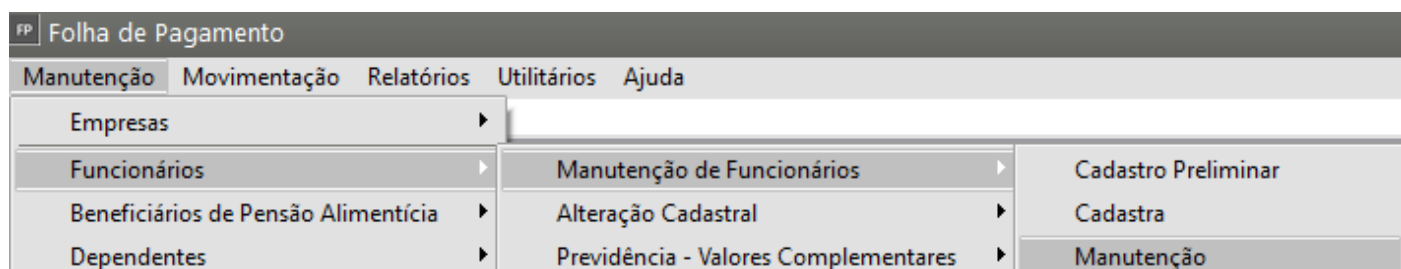 FP Folha de Pagamento
Manutenção Movimentação Relatórios Utilitários Ajuda
Empresas
Funcionários Manutenção de Funcionários Cadastro Preliminar
Beneficiários de Pensão Alimentícia Alteração Cadastral Cadastra
Dependentes Previdência - Valores Complementares Manutenção